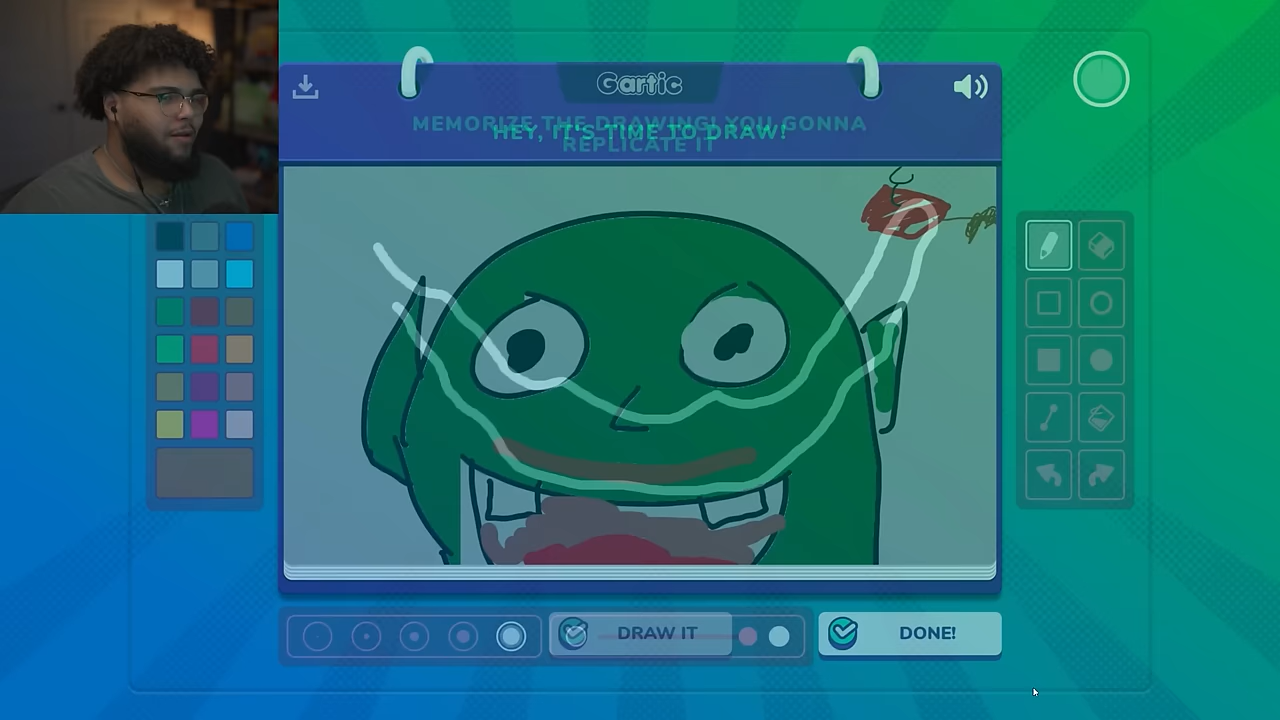 Gartic
MEMORIZE THE DRAWING! YOU GONNA
HEY, IT'S TIME TO DRAW!
REPLICATE IT
DRAW IT
DONE!